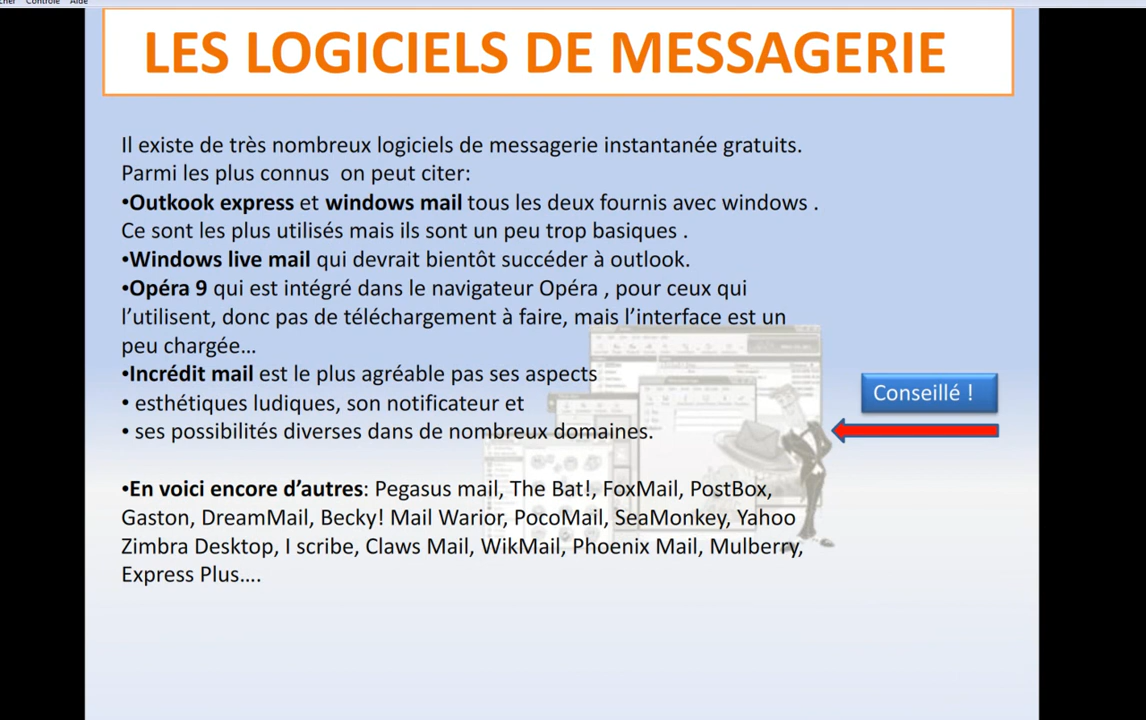 Contrôle Aide
LES LOGICIELS DE MESSAGERIE
Il existe de très nombreux logiciels de messagerie instantanée gratuits.
Parmi les plus connus on peut citer:
•Outkook express et windows mail tous les deux fournis avec windows .
Ce sont les plus utilisés mais ils sont un peu trop basiques .
•Windows live mail qui devrait bientôt succéder à outlook.
•Opéra 9 qui est intégré dans le navigateur Opéra , pour ceux qui
l’utilisent, donc pas de téléchargement à faire, mais l’interface est un
peu chargée…
•Incrédit mail est le plus agréable pas ses aspects
• esthétiques ludiques, son notificateur et
• ses possibilités diverses dans de nombreux domaines.
Conseillé !
•En voici encore d’autres: Pegasus mail, The Bat!, FoxMail, PostBox,
Gaston, DreamMail, Becky! Mail Warior, PocoMail, SeaMonkey, Yahoo
Zimbra Desktop, I scribe, Claws Mail, WikMail, Phoenix Mail, Mulberry,
Express Plus….